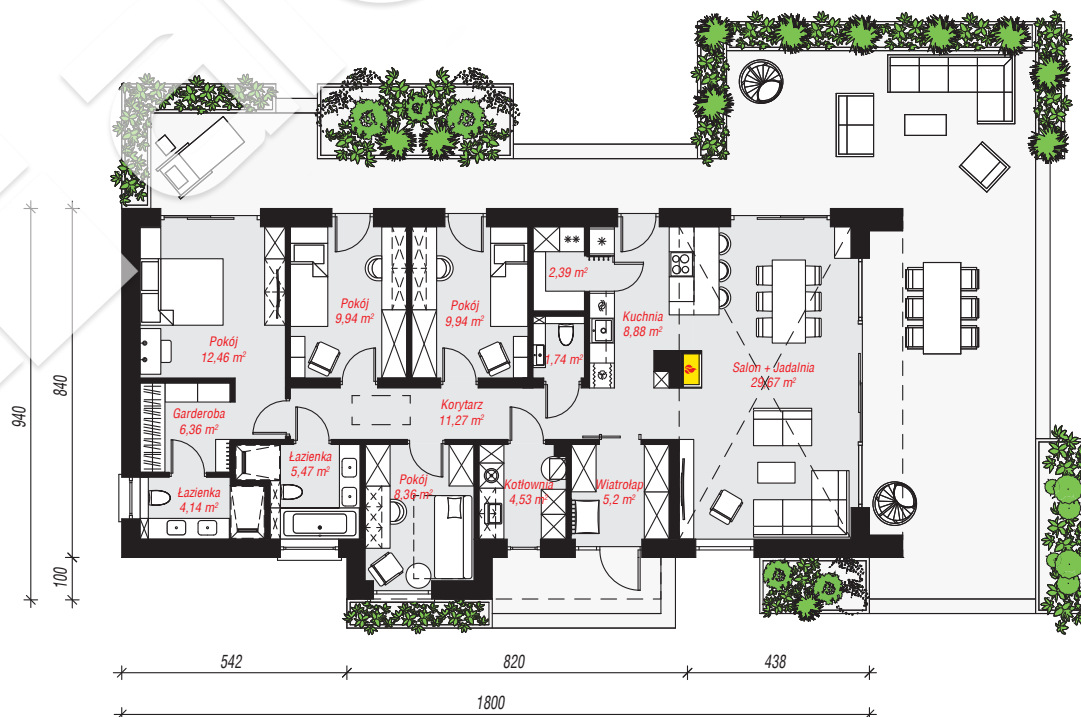 2,39 m²
Pokój
9,94 m²
Pokój
9,94 m²
Kuchnia
8,88 m²
Pokój
12,46 m²
1,74 m²
Salon + Jadalnia
29,67 m²
Garderoba
6,36 m²
Korytarz
11,27 m²
Łazienka
5,47 m²
Pokój
8,36 m²
Kotłownia
4,53 m²
Wiatrołap
5,2 m²
Łazienka
4,14 m²
940
840
100
542
820
438
1800